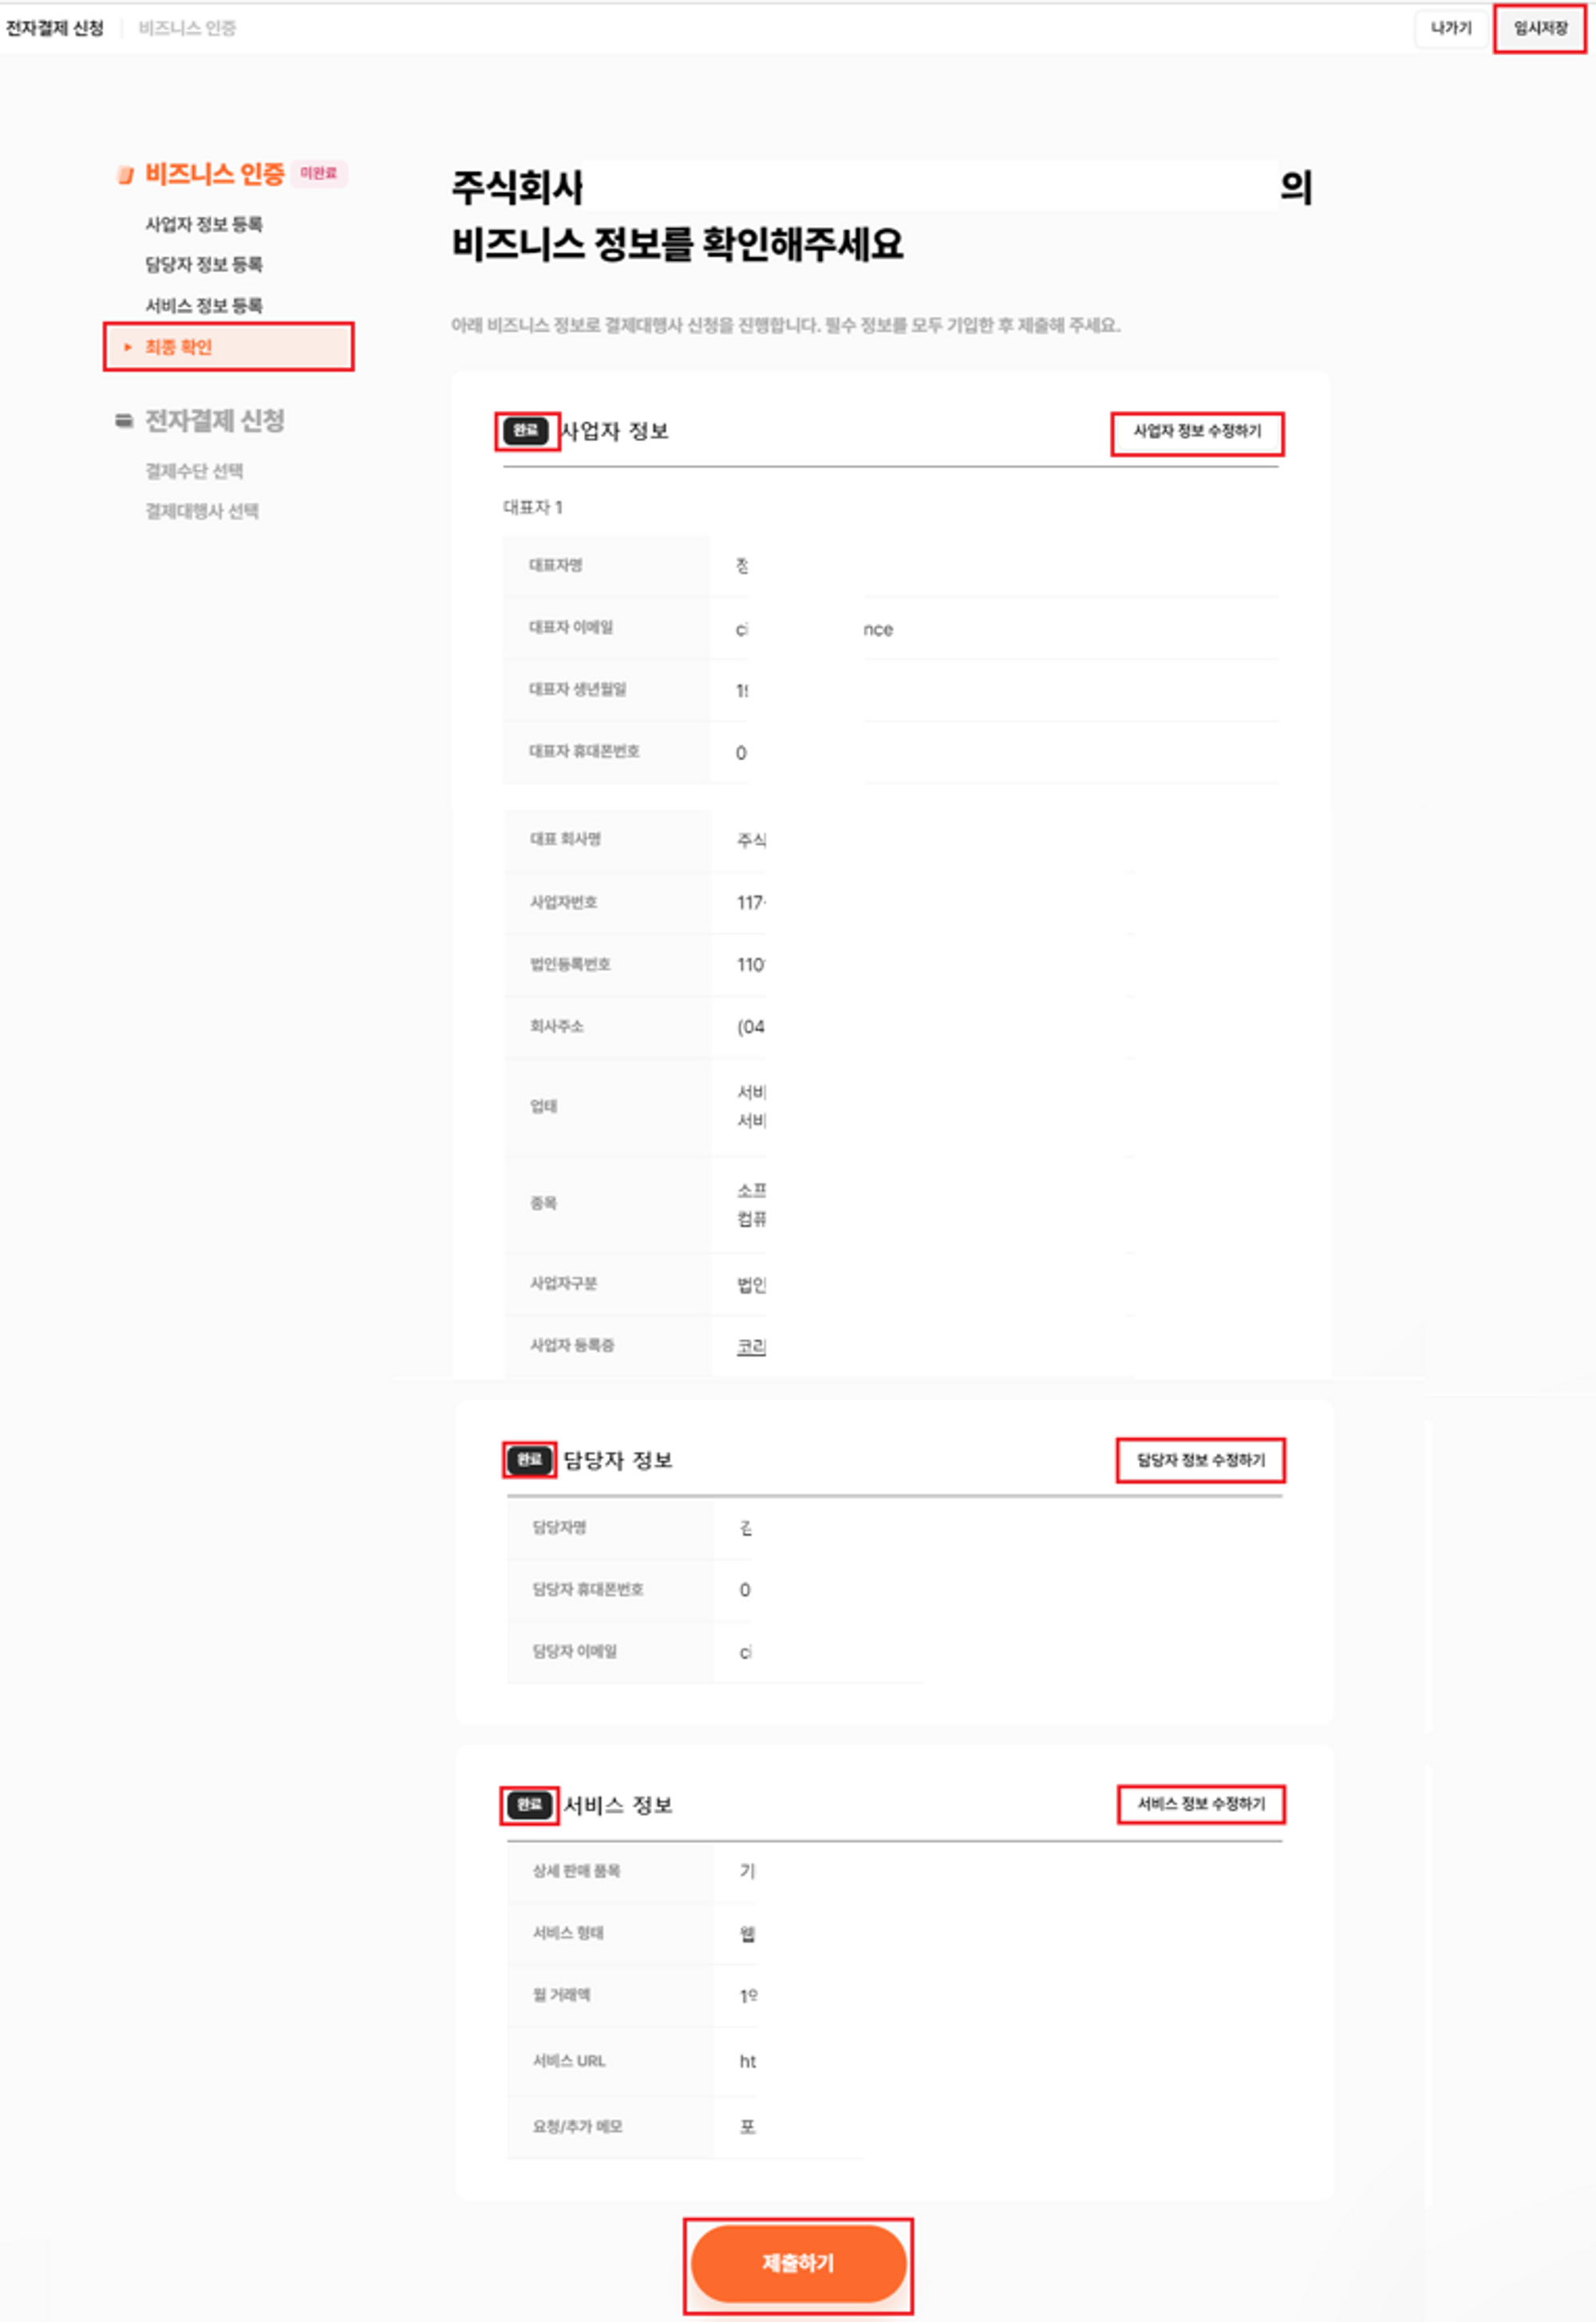 전자결제 신청 비즈니스 인증 나가기 임시저장
비즈니스 인증 미완료
사업자 정보 등록
담당자 정보 등록
서비스 정보 등록
최종 확인
전자결제 신청
결제수단 선택
결제대행사 선택
주식회사 의
비즈니스 정보를 확인해주세요
아래 비즈니스 정보로 결제대행사 신청을 진행합니다. 필수 정보를 모두 기입한 후 제출해 주세요.
완료 사업자 정보 사업자 정보 수정하기
대표자 1
대표자명
대표자 이메일 ci nce
대표자 생년월일 19
대표자 휴대폰번호 0
대표 회사명 주식
사업자번호 117-
법인등록번호 110
회사주소 (04
업태 서비
서비
종목 소프
컴퓨
사업자구분 법인
사업자 등록증 코리
완료 담당자 정보 담당자 정보 수정하기
담당자명
담당자 휴대폰번호 0
담당자 이메일 ci
완료 서비스 정보 서비스 정보 수정하기
상세 판매 품목 기
서비스 형태 웹
월 거래액 1억
서비스 URL ht
요청/추가 메모 포
제출하기